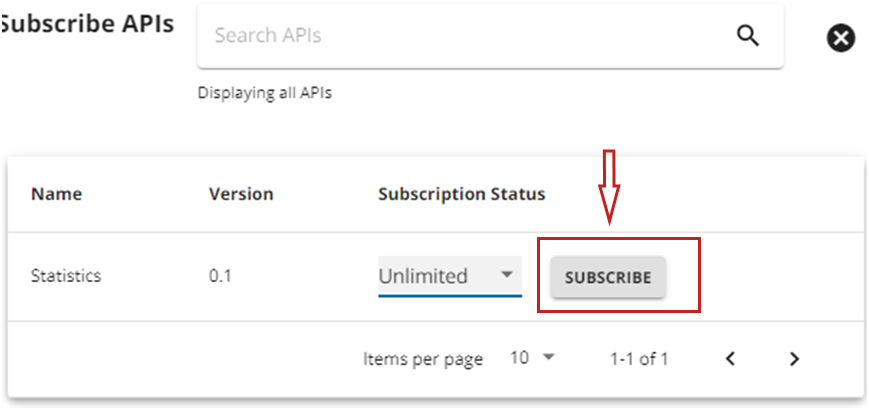 Subscribe APIs
Search APIs
Displaying all APIs
Name Version Subscription Status
Statistics 0.1 Unlimited SUBSCRIBE
Items per page 10 1-1 of 1